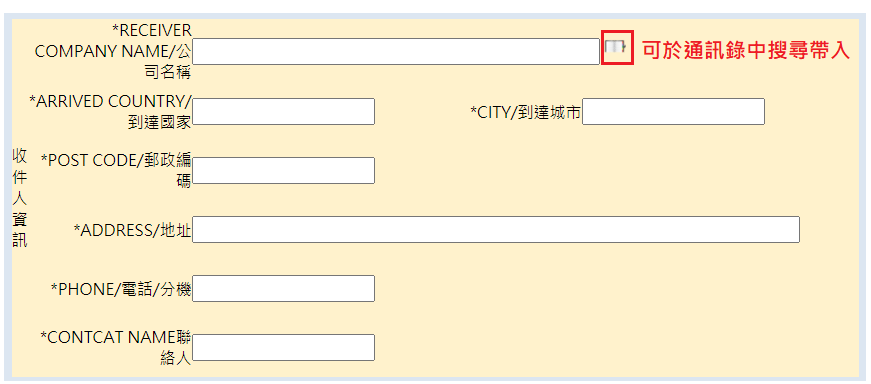 *RECEIVER
COMPANY NAME/公
司名稱
可於通訊錄中搜尋帶入
*ARRIVED COUNTRY/
到達國家
*CITY/到達城市
收
件
人
資
訊
*POST CODE/郵政編
碼
*ADDRESS/地址
*PHONE/電話/分機
*CONTCAT NAME聯
絡人